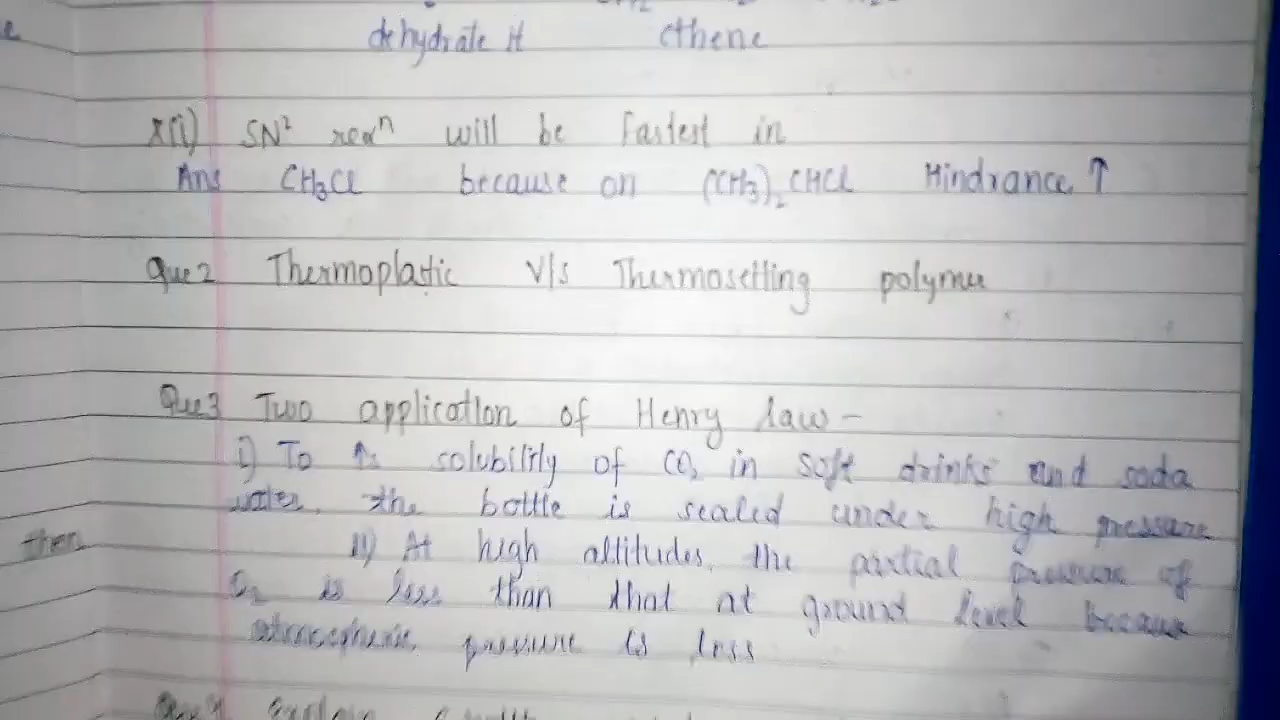 dehydrate it ethene
X(i) SN² reaⁿ will be Fastest in
Ans CH₃Cl because on (CH₃)₂CHCl Hindrance ↑
Que2 Thermoplastic V/s Thermosetting polymer
Que3 Two application of Henry law -
i) To ↑s solubility of CO₂ in soft drinks and soda
water, the bottle is sealed under high pressure
then
ii) At high altitudes, the partial pressure of
O₂ is less than that at ground level because
atmospheric pressure is less
Que4 explain